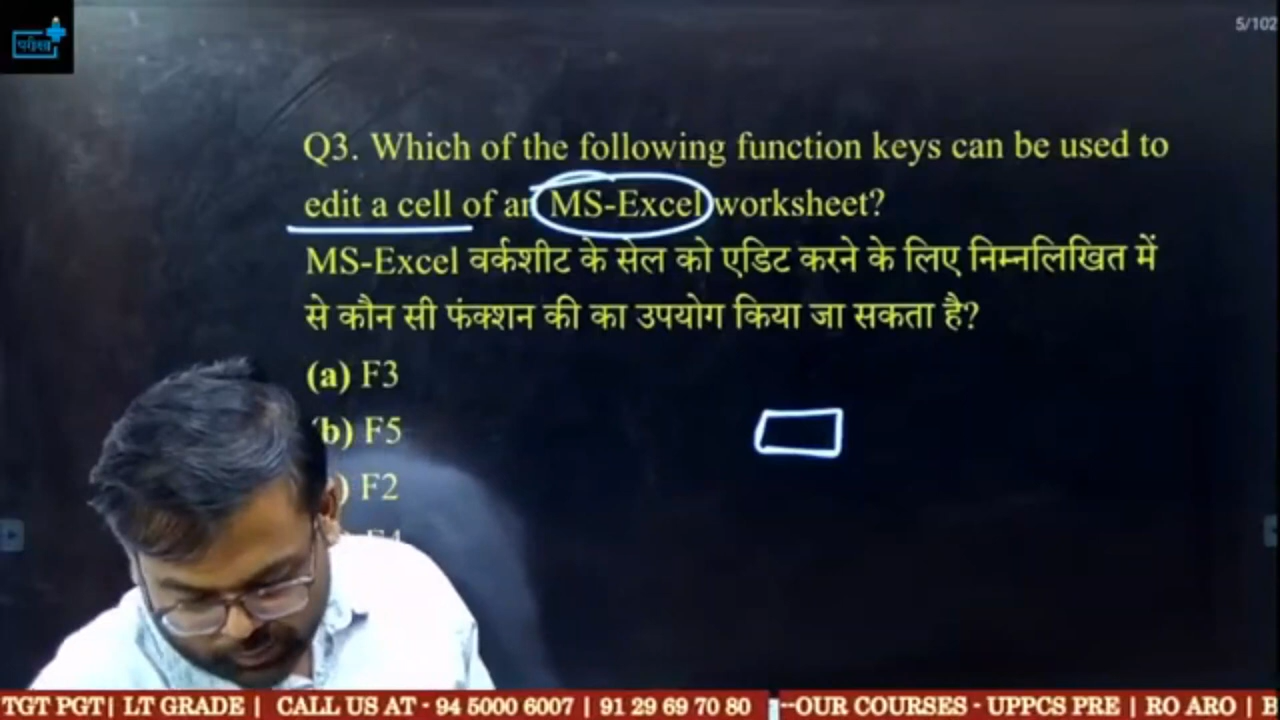 परीक्षा
5/102
Q3. Which of the following function keys can be used to
edit a cell of an MS-Excel worksheet?
MS-Excel वर्कशीट के सेल को एडिट करने के लिए निम्नलिखित में
से कौन सी फंक्शन की का उपयोग किया जा सकता है?
(a) F3
(b) F5
) F2
F4
TGT PGT| LT GRADE | CALL US AT - 94 5000 6007 | 91 29 69 70 80 --OUR COURSES - UPPCS PRE | RO ARO |